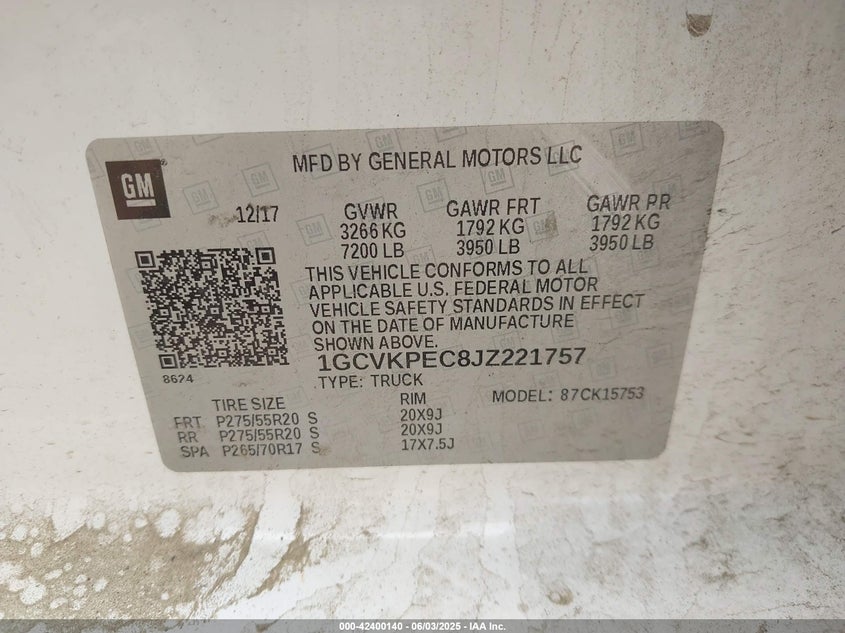 GM
MFD BY GENERAL MOTORS LLC
12/17 GVWR GAWR FRT GAWR RR
3266 KG 1792 KG 1792 KG
7200 LB 3950 LB 3950 LB
THIS VEHICLE CONFORMS TO ALL
APPLICABLE U.S. FEDERAL MOTOR
VEHICLE SAFETY STANDARDS IN EFFECT
ON THE DATE OF MANUFACTURE
SHOWN ABOVE.
1GCVKPEC8JZ221757
8624
TYPE: TRUCK MODEL: 87CK15753
TIRE SIZE RIM
FRT P275/55R20 S 20X9J
RR P275/55R20 S 20X9J
SPA P265/70R17 S 17X7.5J
000-42400140 - 06/03/2025 - IAA Inc.